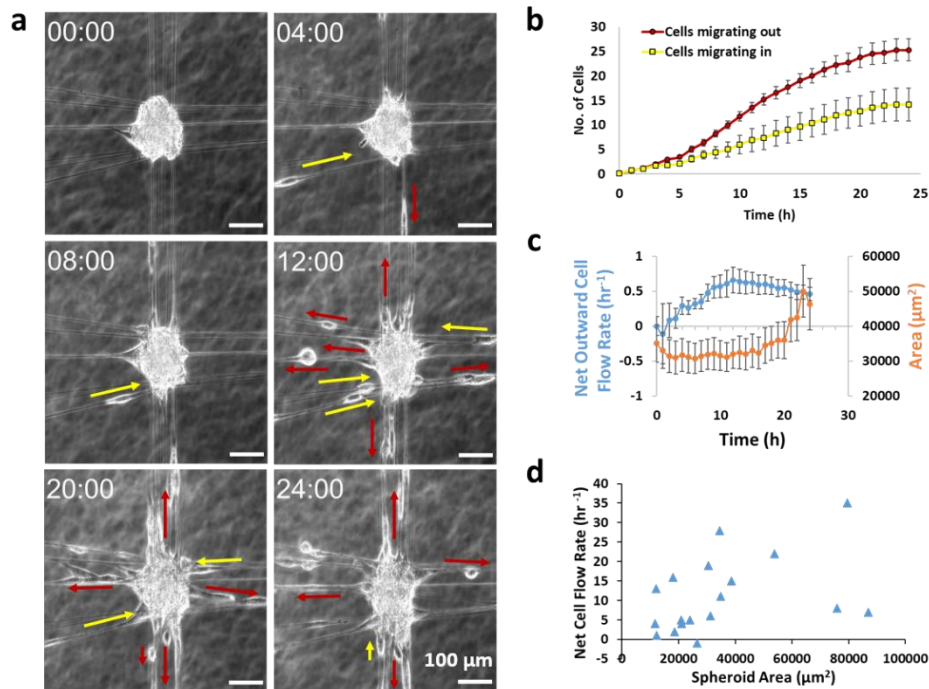 a
00:00
04:00
08:00
12:00
20:00
24:00
100 µm
b
No. of Cells
30
25
20
15
10
5
0
Cells migrating out
Cells migrating in
0 5 10 15 20 25
Time (h)
c
Net Outward Cell
Flow Rate (hr⁻¹)
1
0.5
0
-0.5
-1
60000
50000
40000
30000
20000
Area (µm²)
0 10 20 30
Time (h)
d
Net Cell Flow Rate (hr ⁻¹)
40
35
30
25
20
15
10
5
0
-5
0 20000 40000 60000 80000 100000
Spheroid Area (µm²)